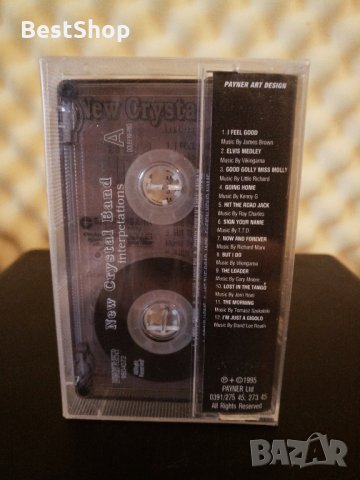 BestShop
PAYNER ART DESIGN
1. I FEEL GOOD
Music By James Brown
2. ELVIS MEDLEY
Music By Vikingarna
3. GOOD GOLLY MISS MOLLY
Music By Little Richard
4. GOING HOME
Music By Kenny G
5. HIT THE ROAD JACK
Music By Ray Charles
6. SIGN YOUR NAME
Music By T.T.D
7. NOW AND FOREVER
Music By Richard Marx
8. BUT I DO
Music By Vikingarna
9. THE LOADER
Music By Gary Moore
10. LOST IN THE TANGO
Music By
11. THE MORNING
Music By Tomasz
12. I'M JUST A GIGOLO
Music By David Lee Roath
℗ + ©1995
PAYNER Ltd
0391/275 45, 273 45
All Rights Reserved
New Crystal
A
New Crystal Band
interpretations
BAZAR